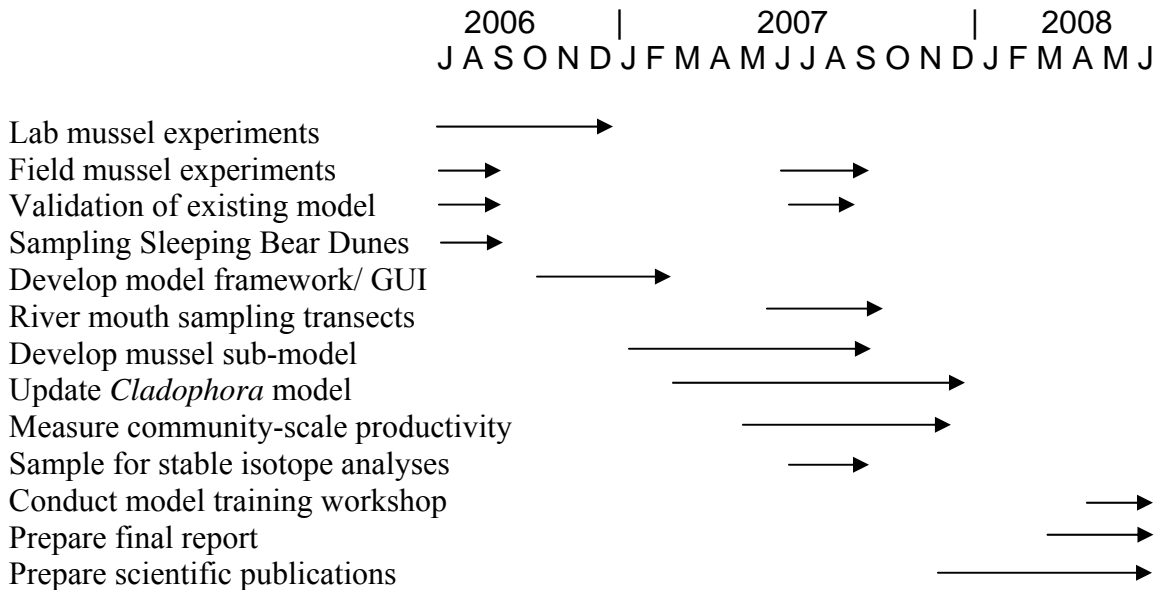 2006 | 2007 | 2008
J A S O N D J F M A M J J A S O N D J F M A M J
Lab mussel experiments
Field mussel experiments
Validation of existing model
Sampling Sleeping Bear Dunes
Develop model framework/ GUI
River mouth sampling transects
Develop mussel sub-model
Update Cladophora model
Measure community-scale productivity
Sample for stable isotope analyses
Conduct model training workshop
Prepare final report
Prepare scientific publications